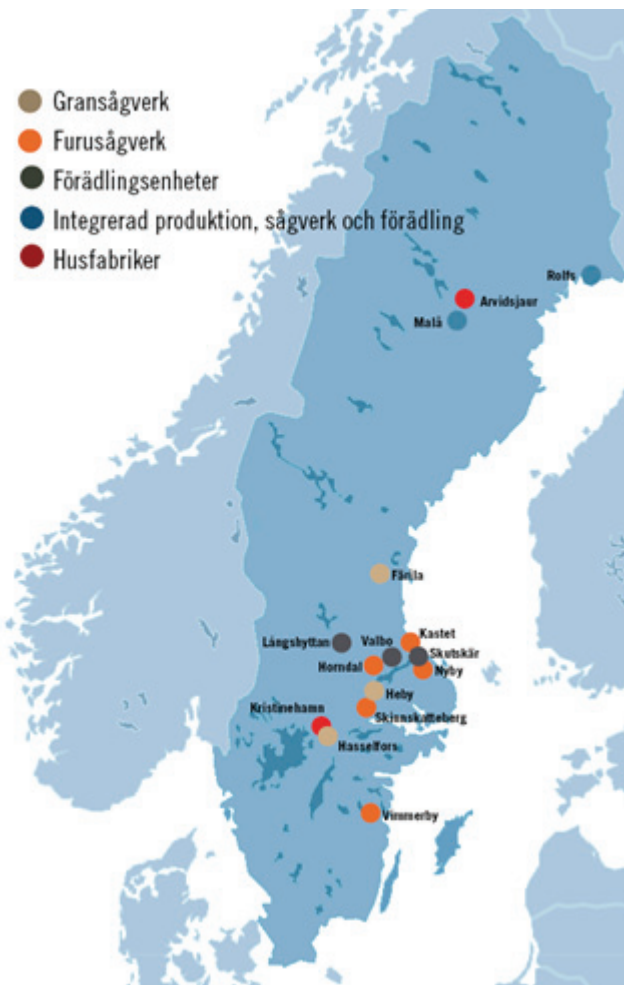 Gransågverk
Furusågverk
Förädlingsenheter
Integrerad produktion, sågverk och förädling
Husfabriker
Rolfs
Arvidsjaur
Malå
Färila
Kastet
Långshyttan
Valbo
Skutskär
Horndal
Nyby
Heby
Kristinehamn
Skinnskatteberg
Hasselfors
Vimmerby